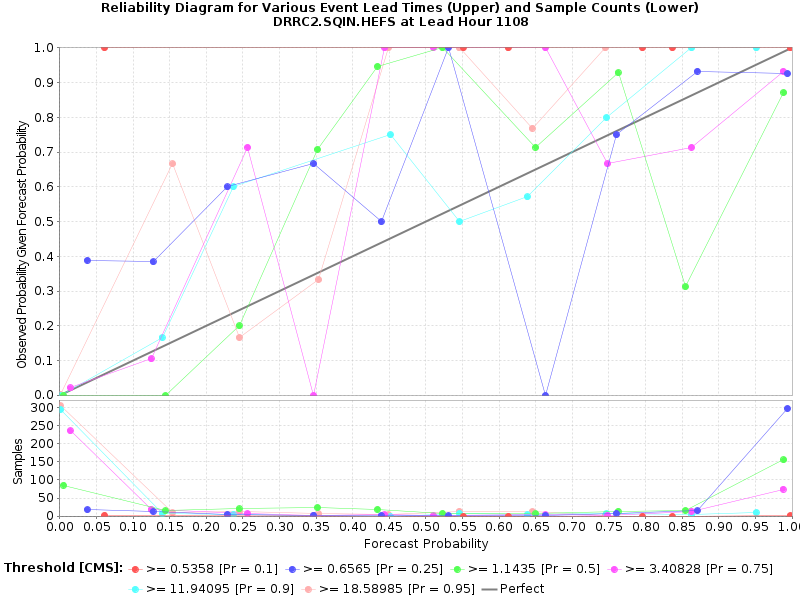 Reliability Diagram for Various Event Lead Times (Upper) and Sample Counts (Lower)
DRRC2.SQIN.HEFS at Lead Hour 1108
Observed Probability Given Forecast Probability
1.0
0.9
0.8
0.7
0.6
0.5
0.4
0.3
0.2
0.1
0.0
Samples
300
250
200
150
100
50
0
0.00 0.05 0.10 0.15 0.20 0.25 0.30 0.35 0.40 0.45 0.50 0.55 0.60 0.65 0.70 0.75 0.80 0.85 0.90 0.95 1.00
Forecast Probability
Threshold [CMS]: >= 0.5358 [Pr = 0.1] >= 0.6565 [Pr = 0.25] >= 1.1435 [Pr = 0.5] >= 3.40828 [Pr = 0.75]
>= 11.94095 [Pr = 0.9] >= 18.58985 [Pr = 0.95] Perfect